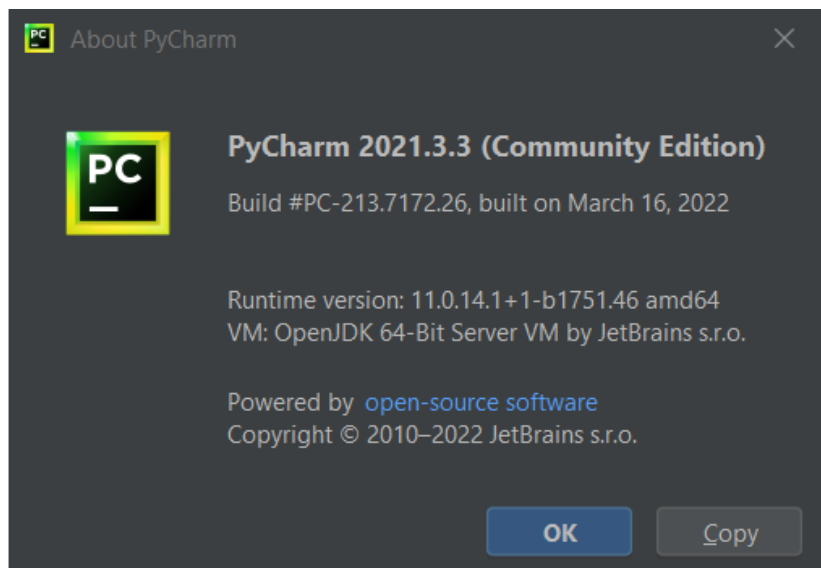 PC
About PyCharm
PC
PyCharm 2021.3.3 (Community Edition)
Build #PC-213.7172.26, built on March 16, 2022
Runtime version: 11.0.14.1+1-b1751.46 amd64
VM: OpenJDK 64-Bit Server VM by JetBrains s.r.o.
Powered by open-source software
Copyright © 2010–2022 JetBrains s.r.o.
OK
Copy